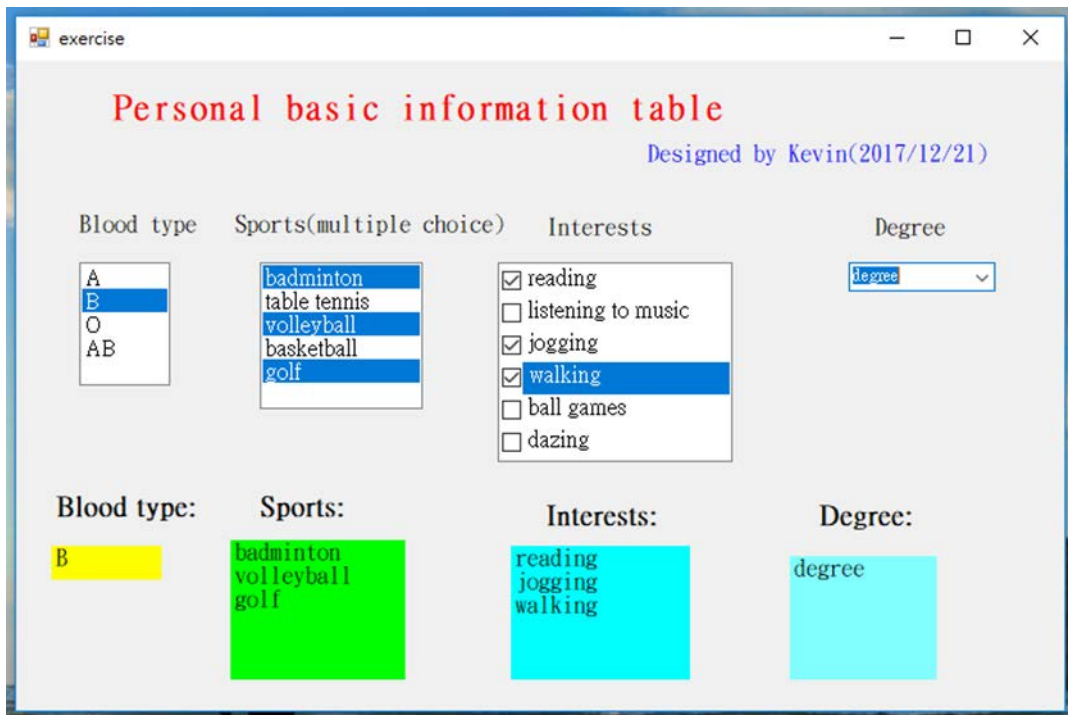 exercise
Personal basic information table
Designed by Kevin(2017/12/21)
Blood type
Sports(multiple choice)
Interests
Degree
A
B
O
AB
badminton
table tennis
volleyball
basketball
golf
reading
listening to music
jogging
walking
ball games
dazing
degree
Blood type:
Sports:
Interests:
Degree:
B
badminton
volleyball
golf
reading
jogging
walking
degree